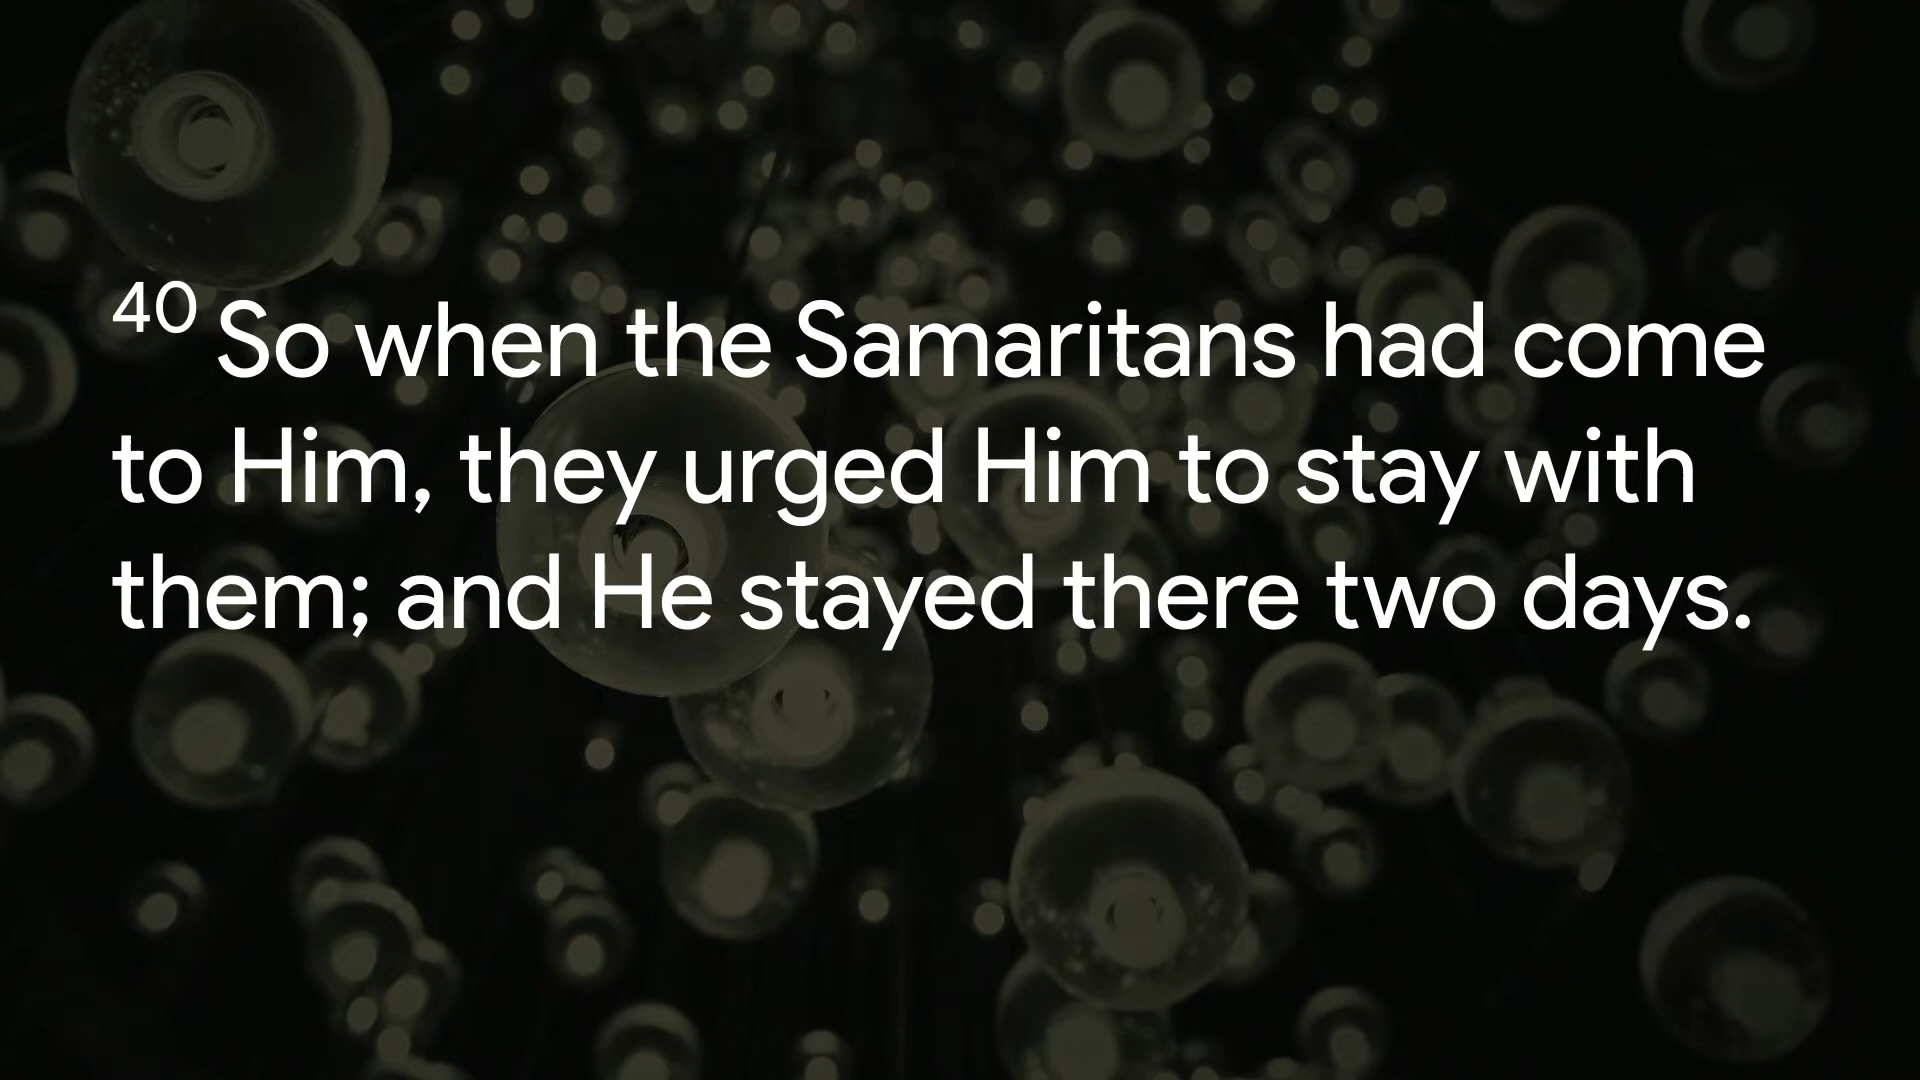 40 So when the Samaritans had come
to Him, they urged Him to stay with
them; and He stayed there two days.